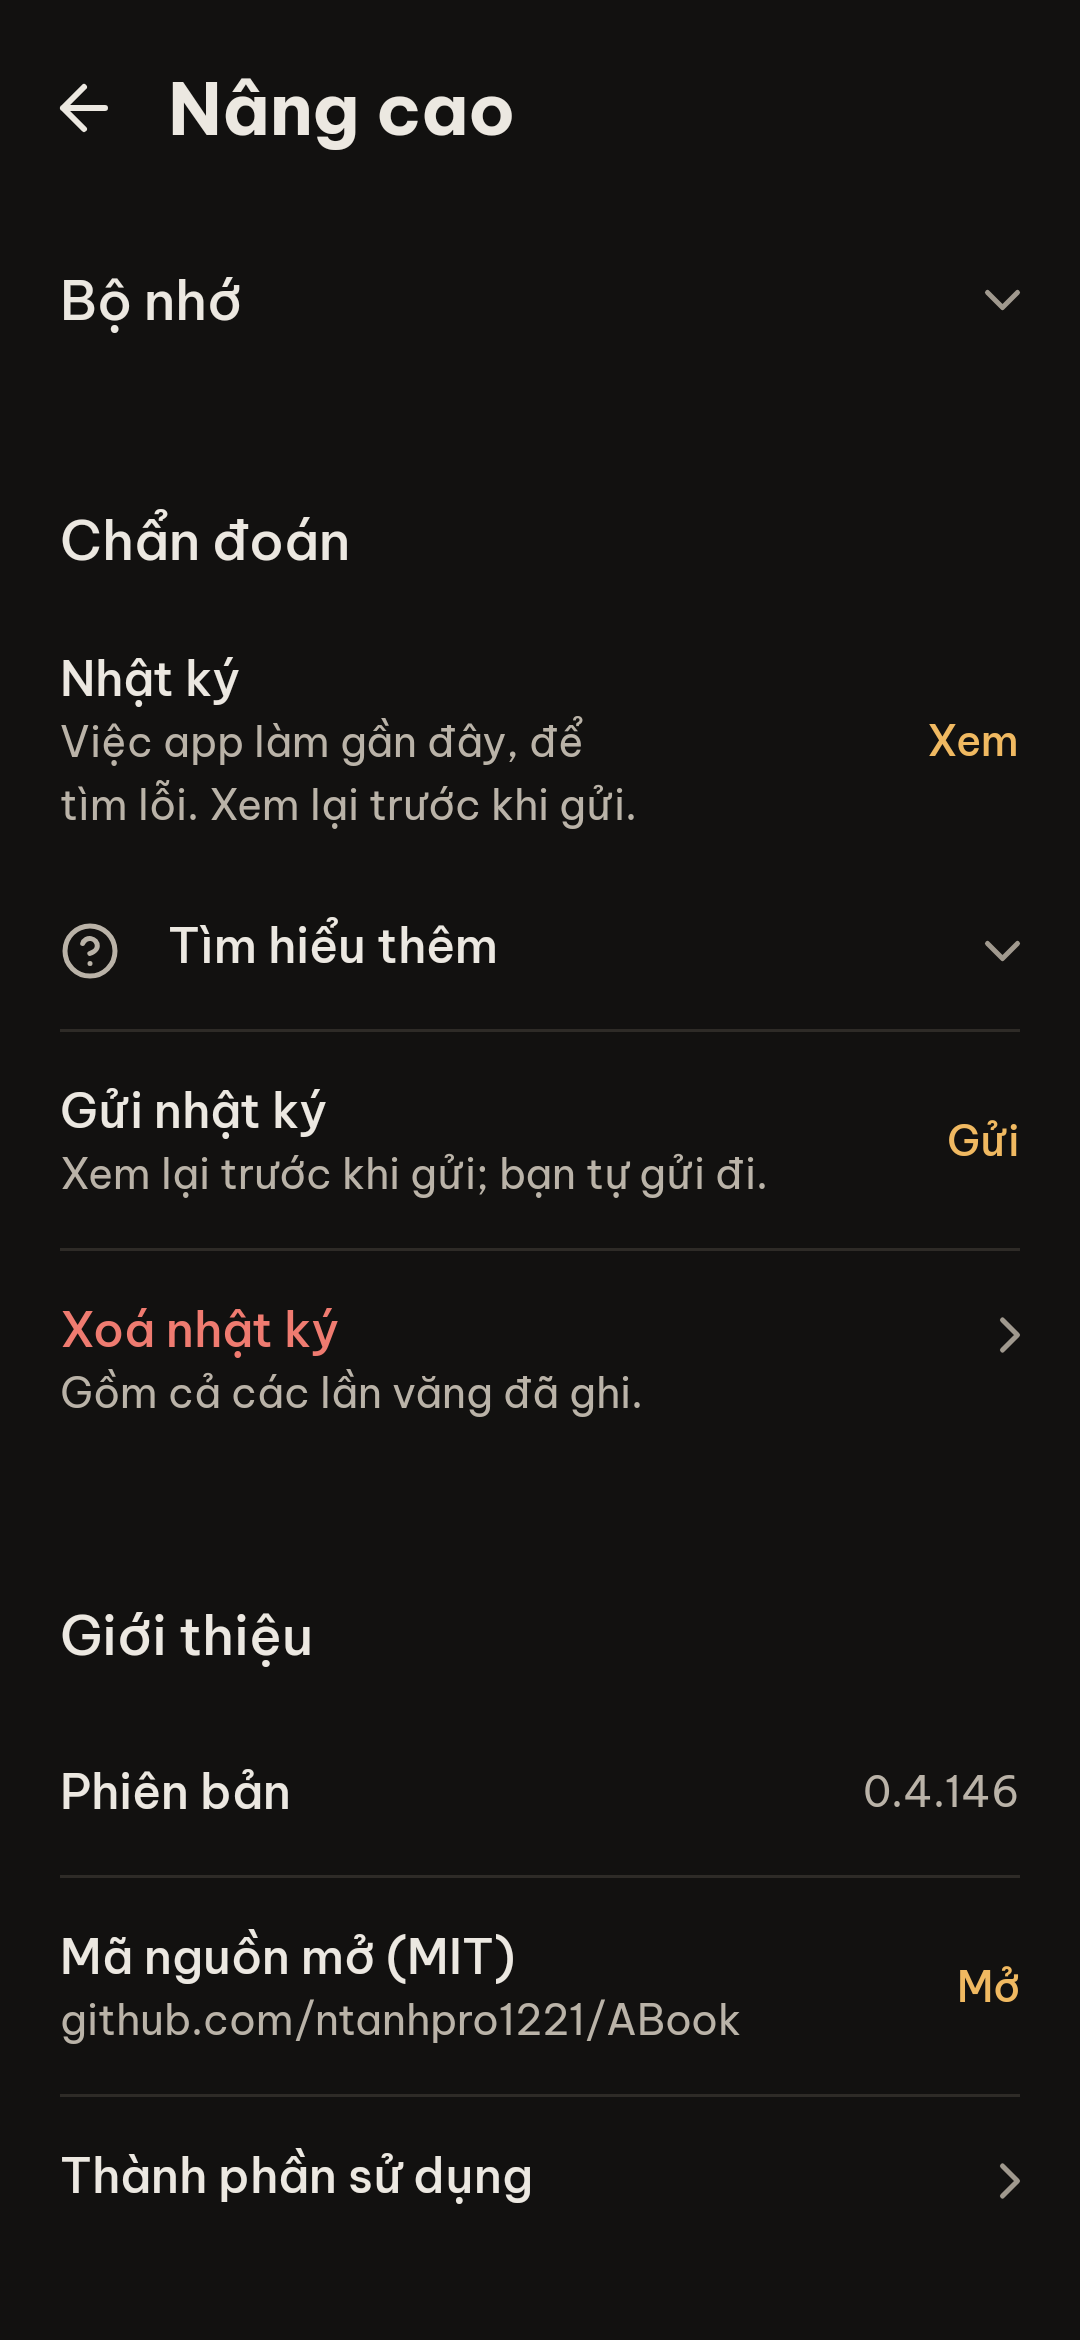 Nâng cao
Bộ nhớ
Chẩn đoán
Nhật ký
Việc app làm gần đây, để
tìm lỗi. Xem lại trước khi gửi.
Xem
Tìm hiểu thêm
Gửi nhật ký
Xem lại trước khi gửi; bạn tự gửi đi.
Gửi
Xoá nhật ký
Gồm cả các lần văng đã ghi.
Giới thiệu
Phiên bản
0.4.146
Mã nguồn mở (MIT)
github.com/ntanhpro1221/ABook
Mở
Thành phần sử dụng